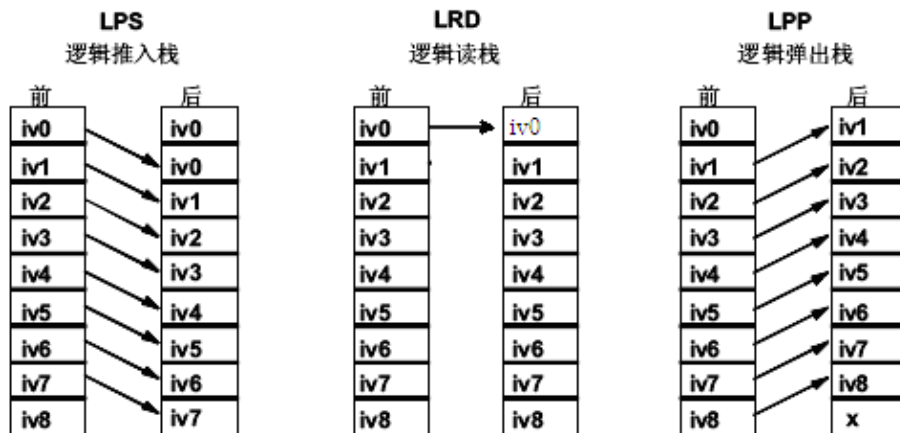 LPS LRD LPP
逻辑推入栈 逻辑读栈 逻辑弹出栈
前 后 前 后 前 后
iv0 iv0 iv0 iv0 iv0 iv1
iv1 iv0 iv1 iv1 iv1 iv2
iv2 iv1 iv2 iv2 iv2 iv3
iv3 iv2 iv3 iv3 iv3 iv4
iv4 iv3 iv4 iv4 iv4 iv5
iv5 iv4 iv5 iv5 iv5 iv6
iv6 iv5 iv6 iv6 iv6 iv7
iv7 iv6 iv7 iv7 iv7 iv8
iv8 iv7 iv8 iv8 iv8 x